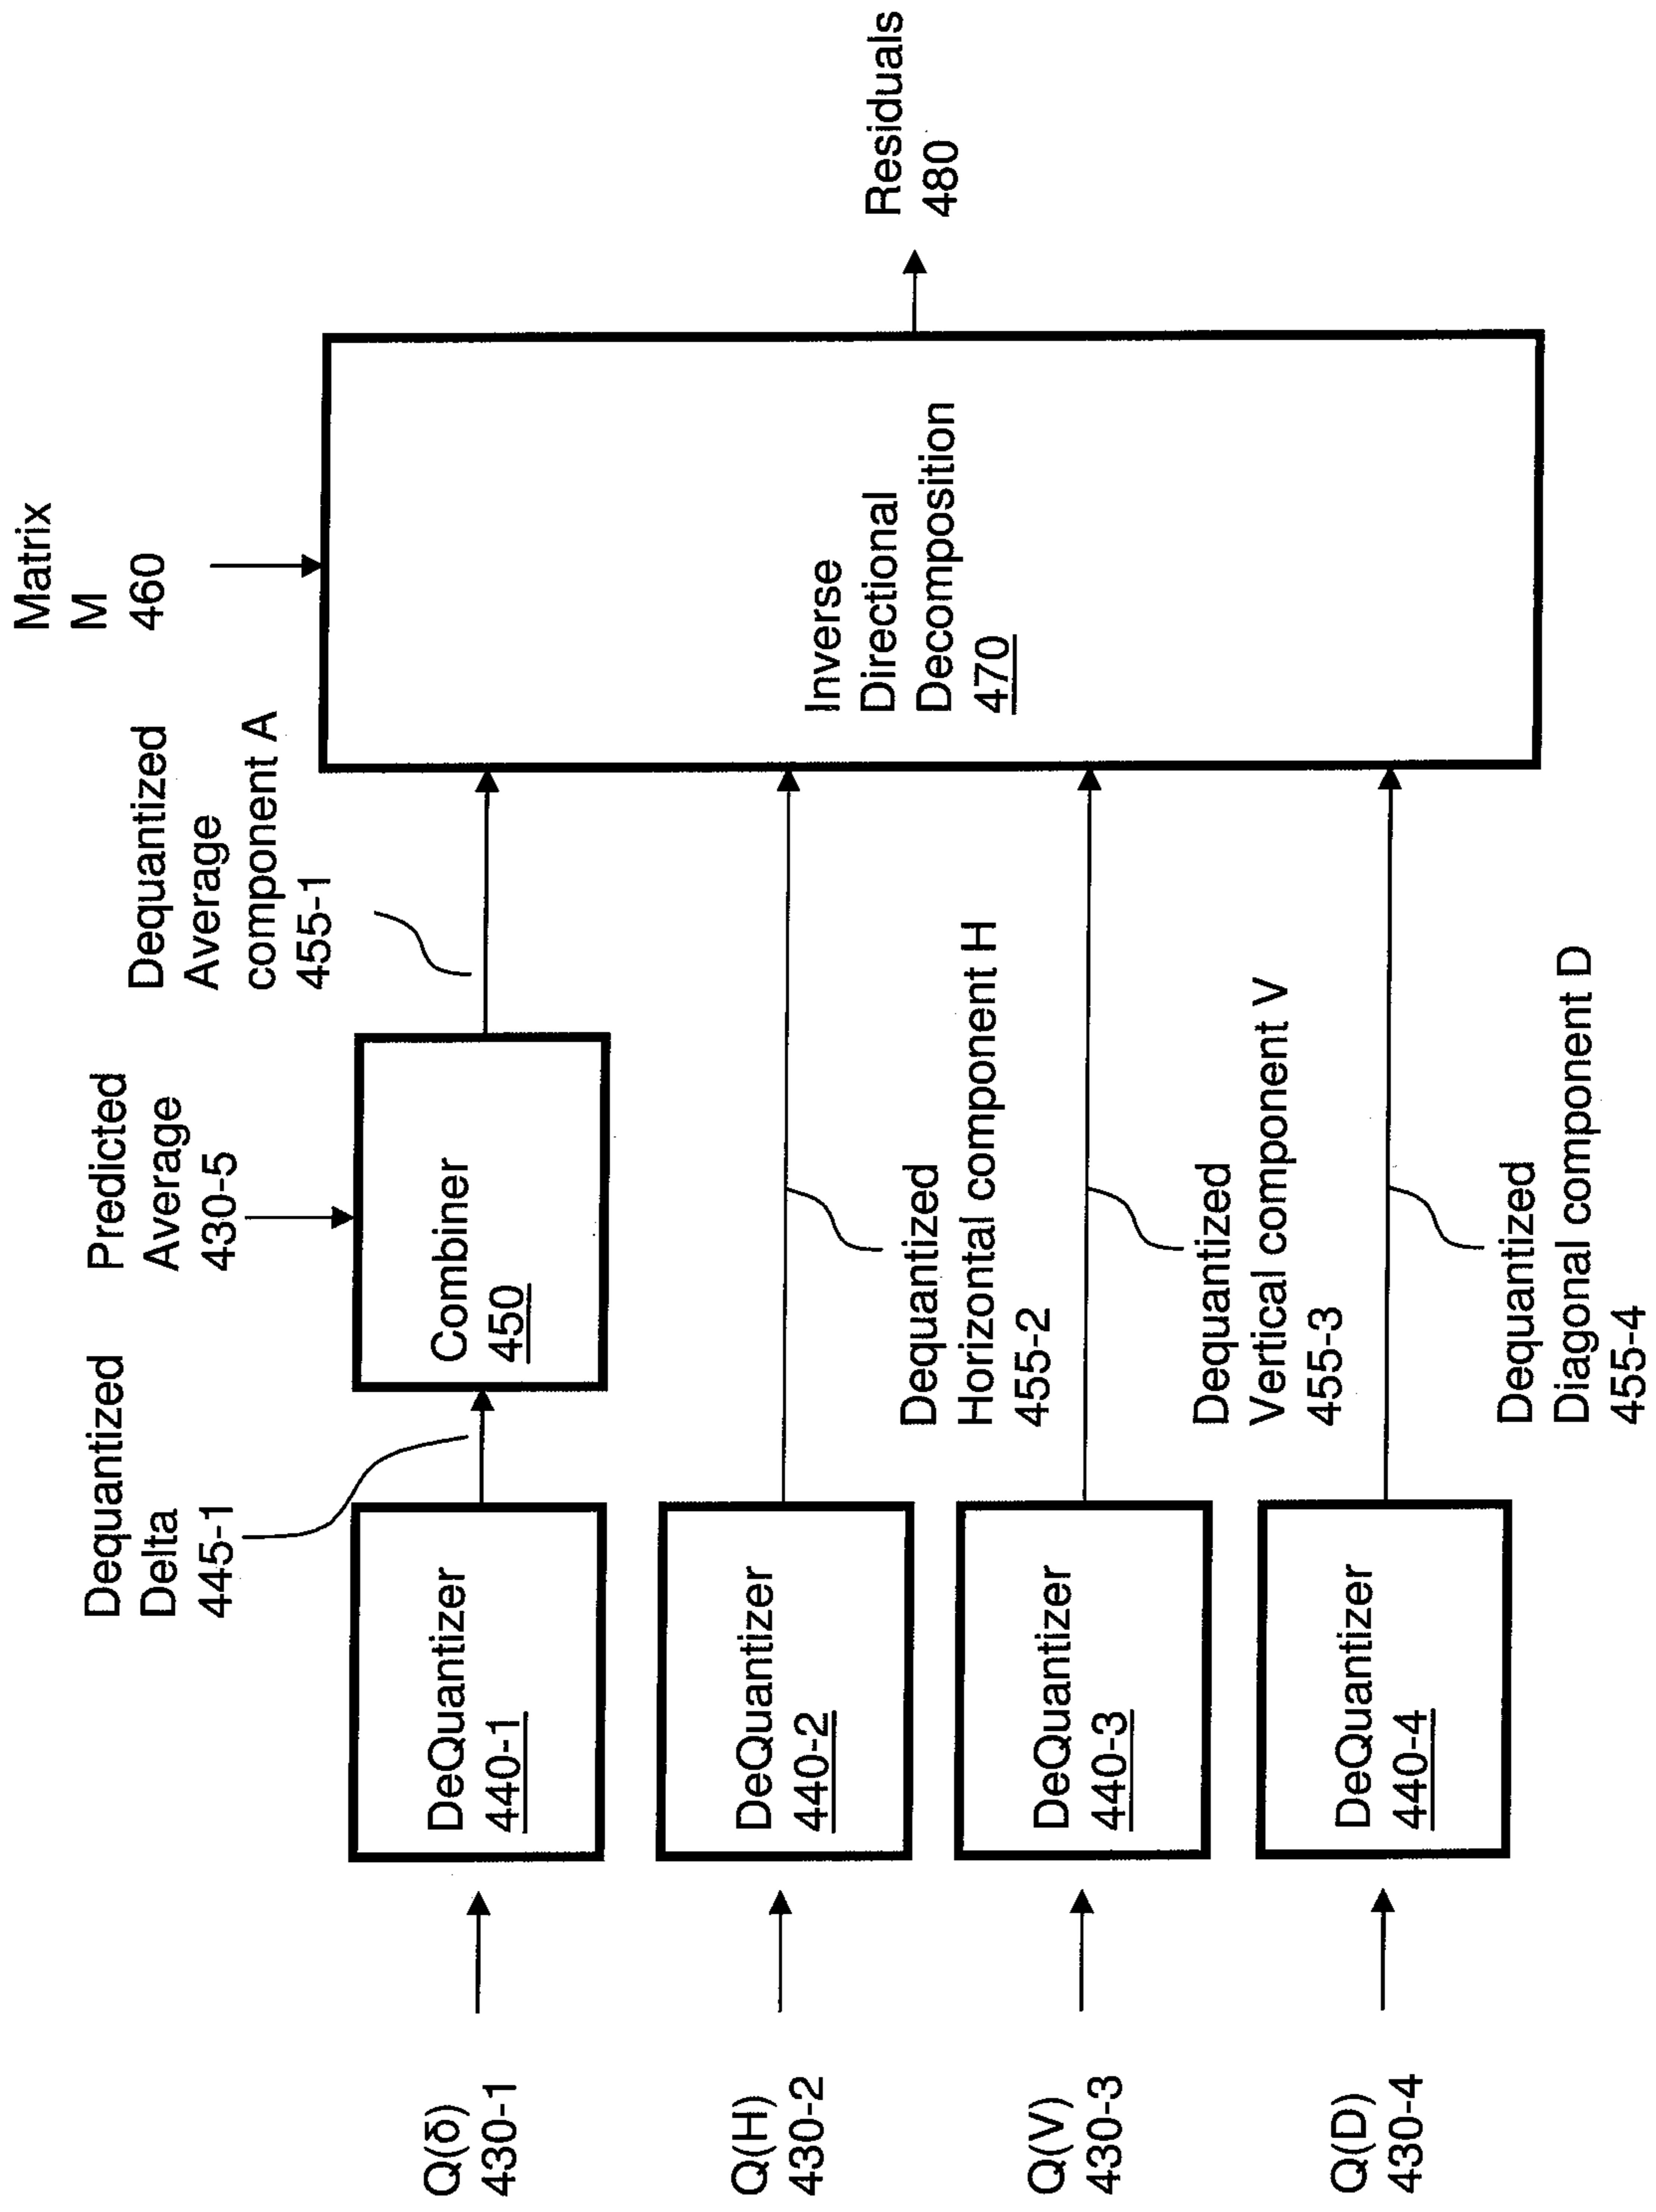 Matrix
M
460
Dequantized
Delta
445-1
Predicted
Average
430-5
Dequantized
Average
component A
455-1
Q(δ)
430-1
DeQuantizer
440-1
Combiner
450
Q(H)
430-2
DeQuantizer
440-2
Dequantized
Horizontal component H
455-2
Q(V)
430-3
DeQuantizer
440-3
Dequantized
Vertical component V
455-3
Q(D)
430-4
DeQuantizer
440-4
Dequantized
Diagonal component D
455-4
Inverse
Directional
Decomposition
470
Residuals
480